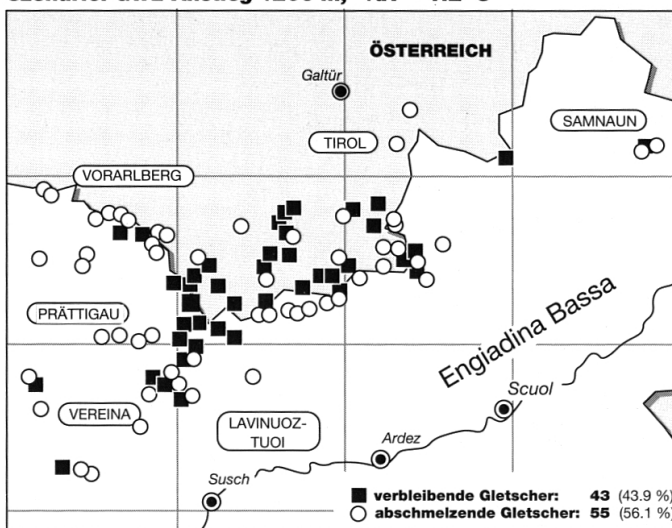 ÖSTERREICH
Galtür
TIROL
SAMNAUN
VORARLBERG
PRÄTTIGAU
Engiadina Bassa
Scuol
VEREINA
LAVINUOZ-
TUOI
Ardez
Susch
verbleibende Gletscher: 43 (43.9 %)
abschmelzende Gletscher: 55 (56.1 %)